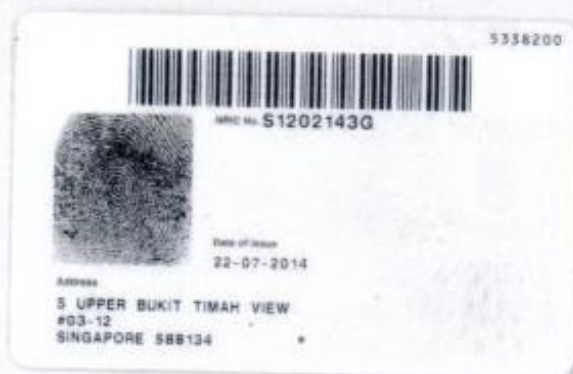 5338200
NRIC No. S1202143G
Date of issue
22-07-2014
Address
5 UPPER BUKIT TIMAH VIEW
#03-12
SINGAPORE 588134